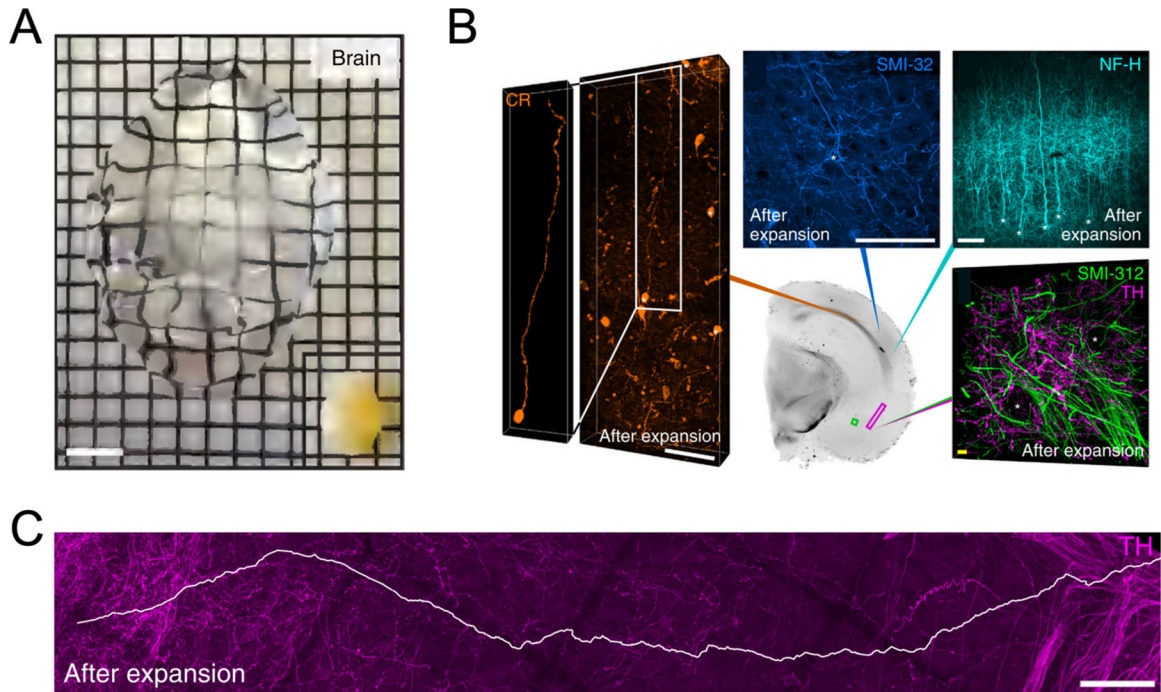 A
Brain
B
CR
After expansion
SMI-32
After
expansion
NF-H
After
expansion
SMI-312
TH
After expansion
C
TH
After expansion